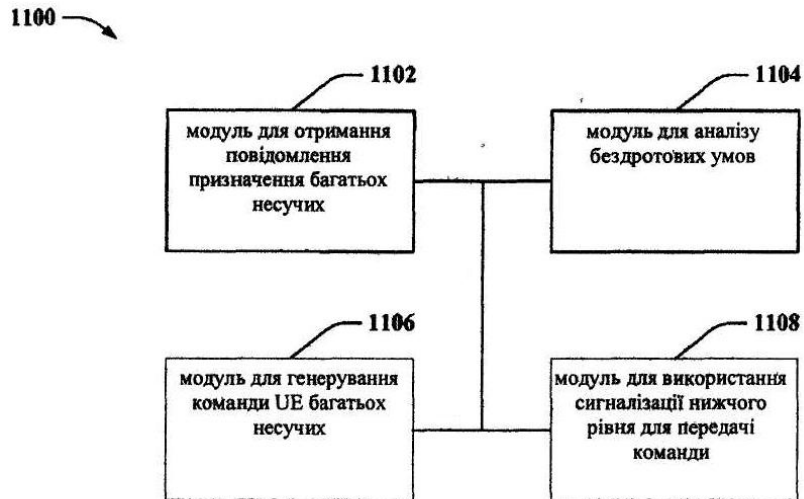 1100
1102
модуль для отримання
повідомлення
призначення багатьох
несучих
1104
модуль для аналізу
бездротових умов
1106
модуль для генерування
команди UE багатьох
несучих
1108
модуль для використання
сигналізації нижчого
рівня для передачі
команди